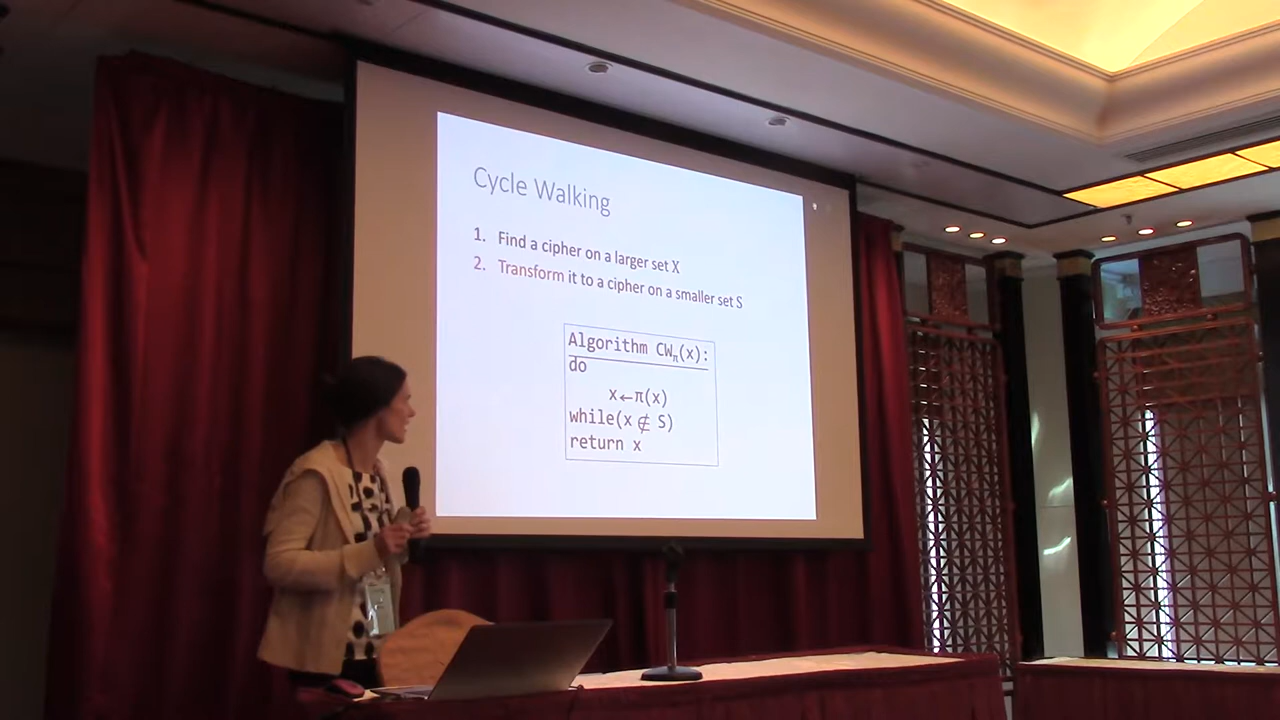 Cycle Walking
1. Find a cipher on a larger set X
2. Transform it to a cipher on a smaller set S
Algorithm CWπ(x):
do
x←π(x)
while(x ∉ S)
return x